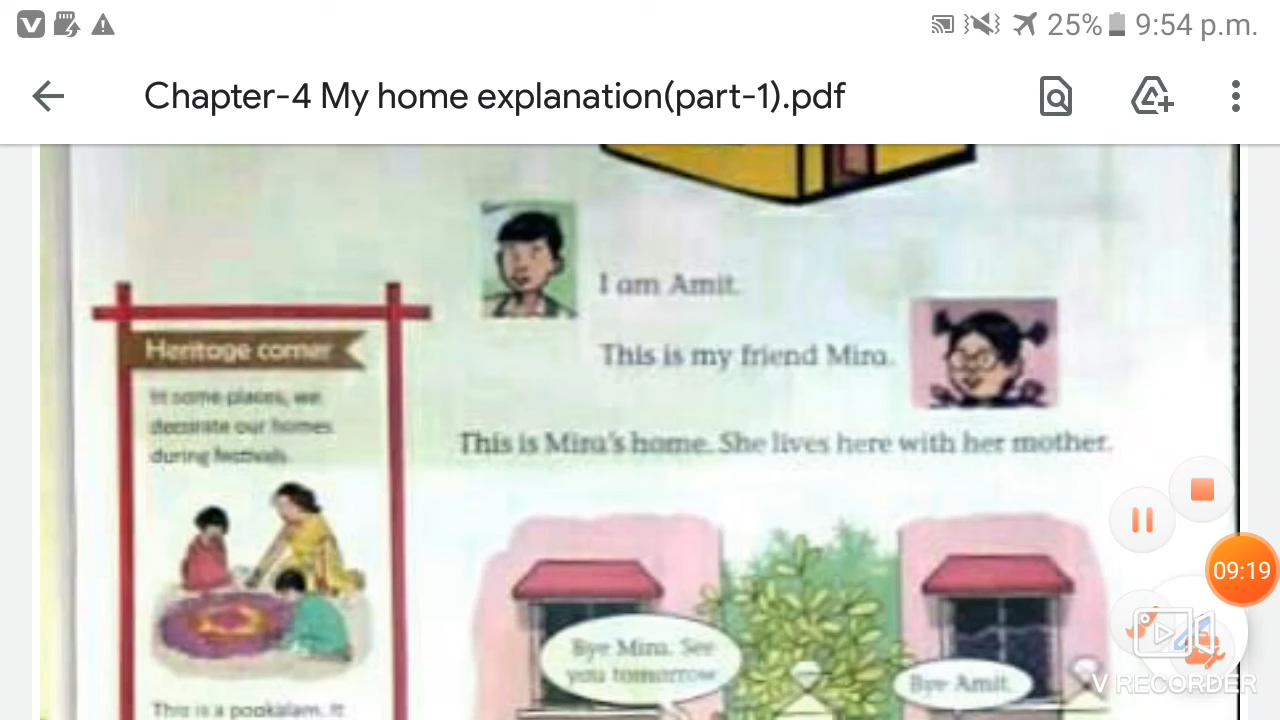 25% 9:54 p.m.
Chapter-4 My home explanation(part-1).pdf
I am Amit.
This is my friend Mira.
This is Mira's home. She lives here with her mother.
Heritage corner
In some places, we
decorate our homes
during festivals.
This is a pookalam. It
Bye Mira. See
you tomorrow
Bye Amit.
09:19
V RECORDER